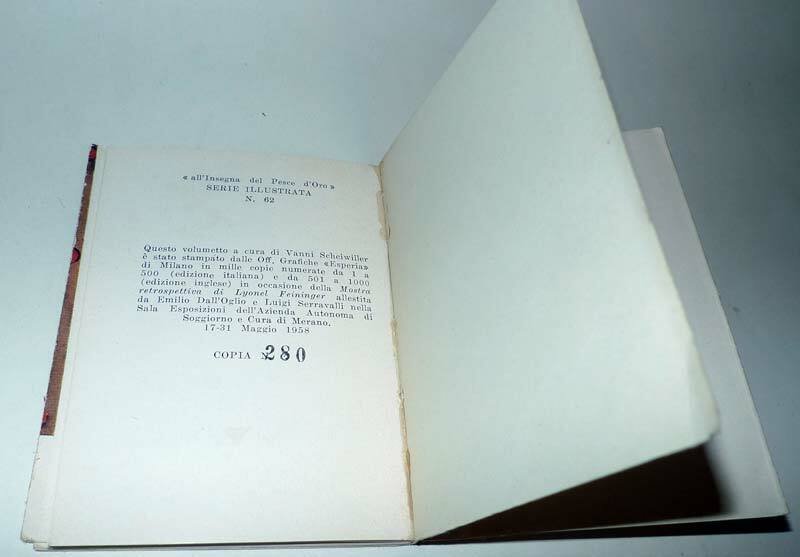 « all'Insegna del Pesce d'Oro »
SERIE ILLUSTRATA
N. 62
Questo volumetto a cura di Vanni Scheiwiller
è stato stampato dalle Off. Grafiche «Esperia»
di Milano in mille copie numerate da 1 a
500 (edizione italiana) e da 501 a 1000
(edizione inglese) in occasione della Mostra
retrospettiva di Lyonel Feininger allestita
da Emilio Dall'Oglio e Luigi Serravalli nella
Sala Esposizioni dell'Azienda Autonoma di
Soggiorno e Cura di Merano.
17-31 Maggio 1958
COPIA N. 280